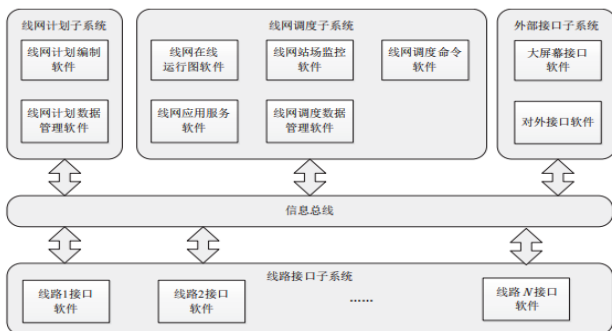 线网计划子系统
线网计划编制
软件
线网计划数据
管理软件
线网调度子系统
线网在线
运行图软件
线网站场监控
软件
线网调度命令
软件
线网应用服务
软件
线网调度数据
管理软件
外部接口子系统
大屏幕接口
软件
对外接口软件
信息总线
线路接口子系统
线路1接口
软件
线路2接口
软件
……
线路N接口
软件